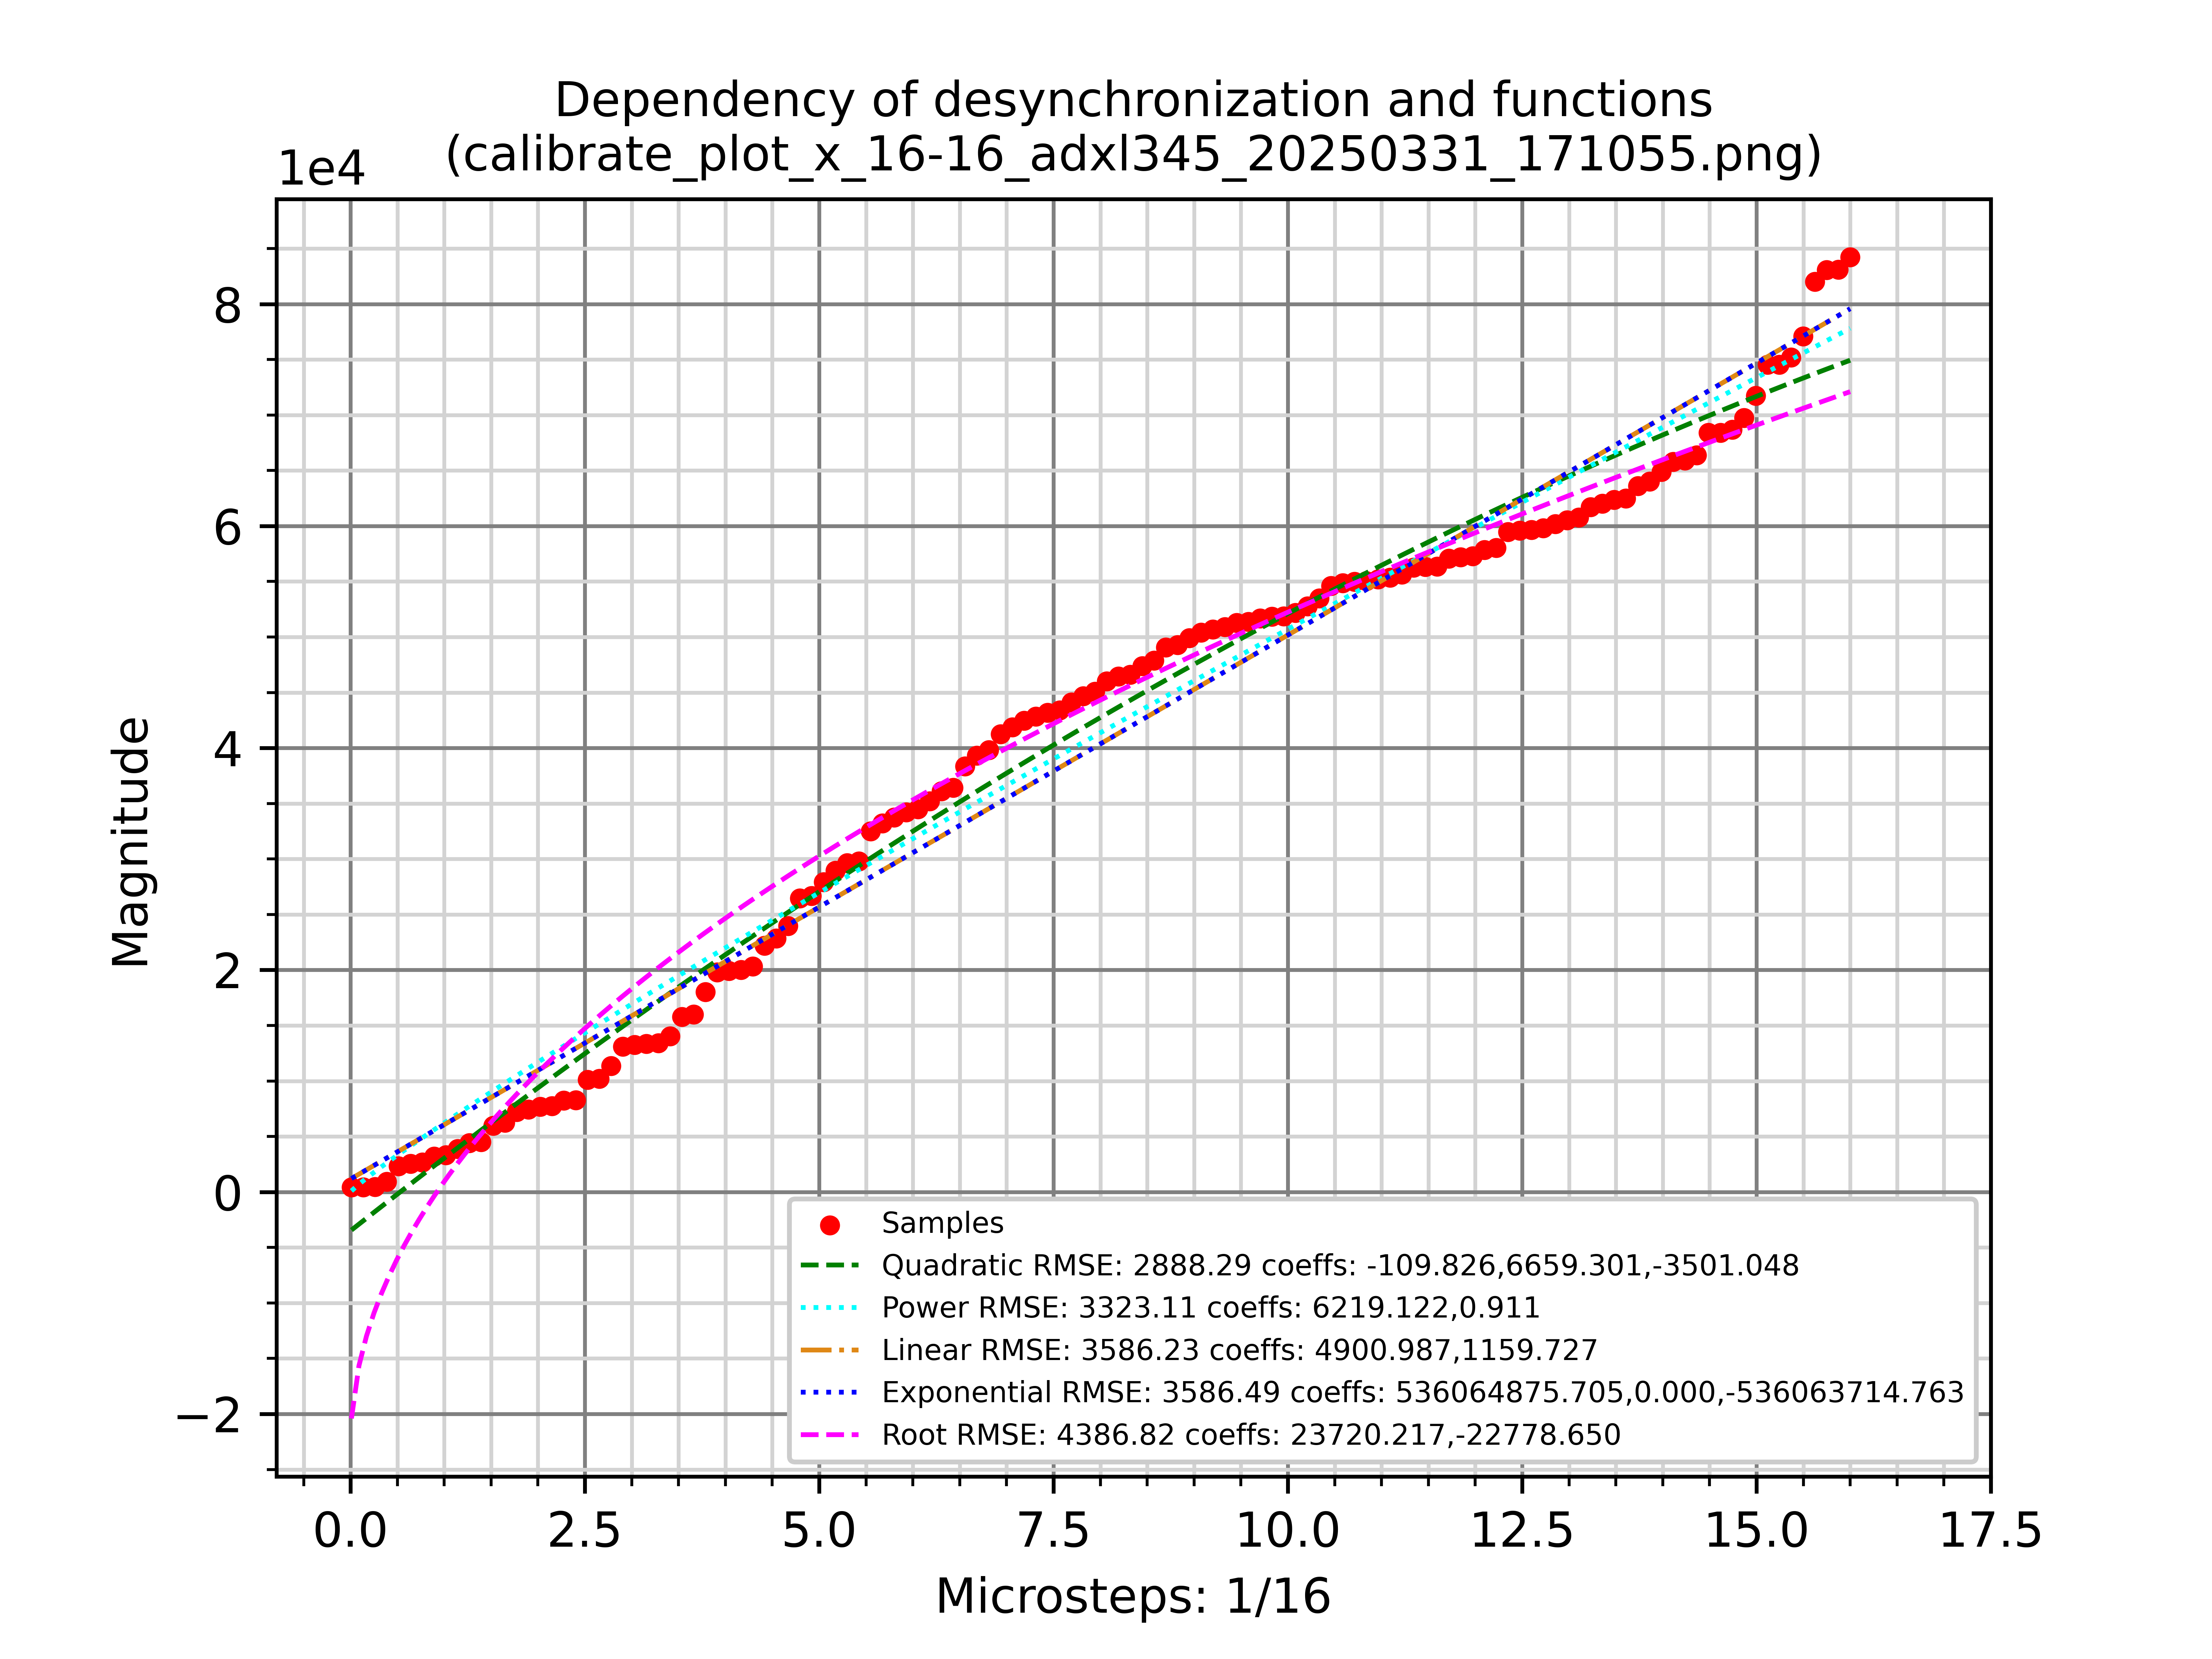 Dependency of desynchronization and functions
(calibrate_plot_x_16-16_adxl345_20250331_171055.png)
1e4
8
6
4
2
0
−2
Magnitude
Samples
Quadratic RMSE: 2888.29 coeffs: -109.826,6659.301,-3501.048
Power RMSE: 3323.11 coeffs: 6219.122,0.911
Linear RMSE: 3586.23 coeffs: 4900.987,1159.727
Exponential RMSE: 3586.49 coeffs: 536064875.705,0.000,-536063714.763
Root RMSE: 4386.82 coeffs: 23720.217,-22778.650
0.0 2.5 5.0 7.5 10.0 12.5 15.0 17.5
Microsteps: 1/16